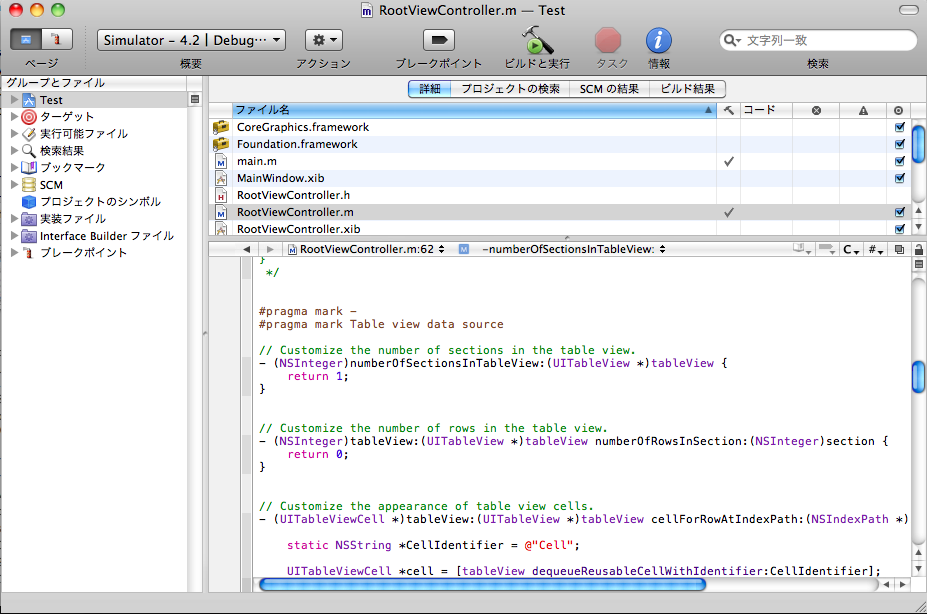 RootViewController.m — Test
Simulator - 4.2 | Debug…
文字列一致
ページ 概要 アクション ブレークポイント ビルドと実行 タスク 情報 検索
グループとファイル
Test
ターゲット
実行可能ファイル
検索結果
ブックマーク
SCM
プロジェクトのシンボル
実装ファイル
Interface Builder ファイル
ブレークポイント
詳細 プロジェクトの検索 SCM の結果 ビルド結果
ファイル名 コード
CoreGraphics.framework
Foundation.framework
main.m
MainWindow.xib
RootViewController.h
RootViewController.m
RootViewController.xib
RootViewController.m:62 M -numberOfSectionsInTableView: C #
}
*/
#pragma mark -
#pragma mark Table view data source
// Customize the number of sections in the table view.
- (NSInteger)numberOfSectionsInTableView:(UITableView *)tableView {
return 1;
}
// Customize the number of rows in the table view.
- (NSInteger)tableView:(UITableView *)tableView numberOfRowsInSection:(NSInteger)section {
return 0;
}
// Customize the appearance of table view cells.
- (UITableViewCell *)tableView:(UITableView *)tableView cellForRowAtIndexPath:(NSIndexPath *)
static NSString *CellIdentifier = @"Cell";
UITableViewCell *cell = [tableView dequeueReusableCellWithIdentifier:CellIdentifier];